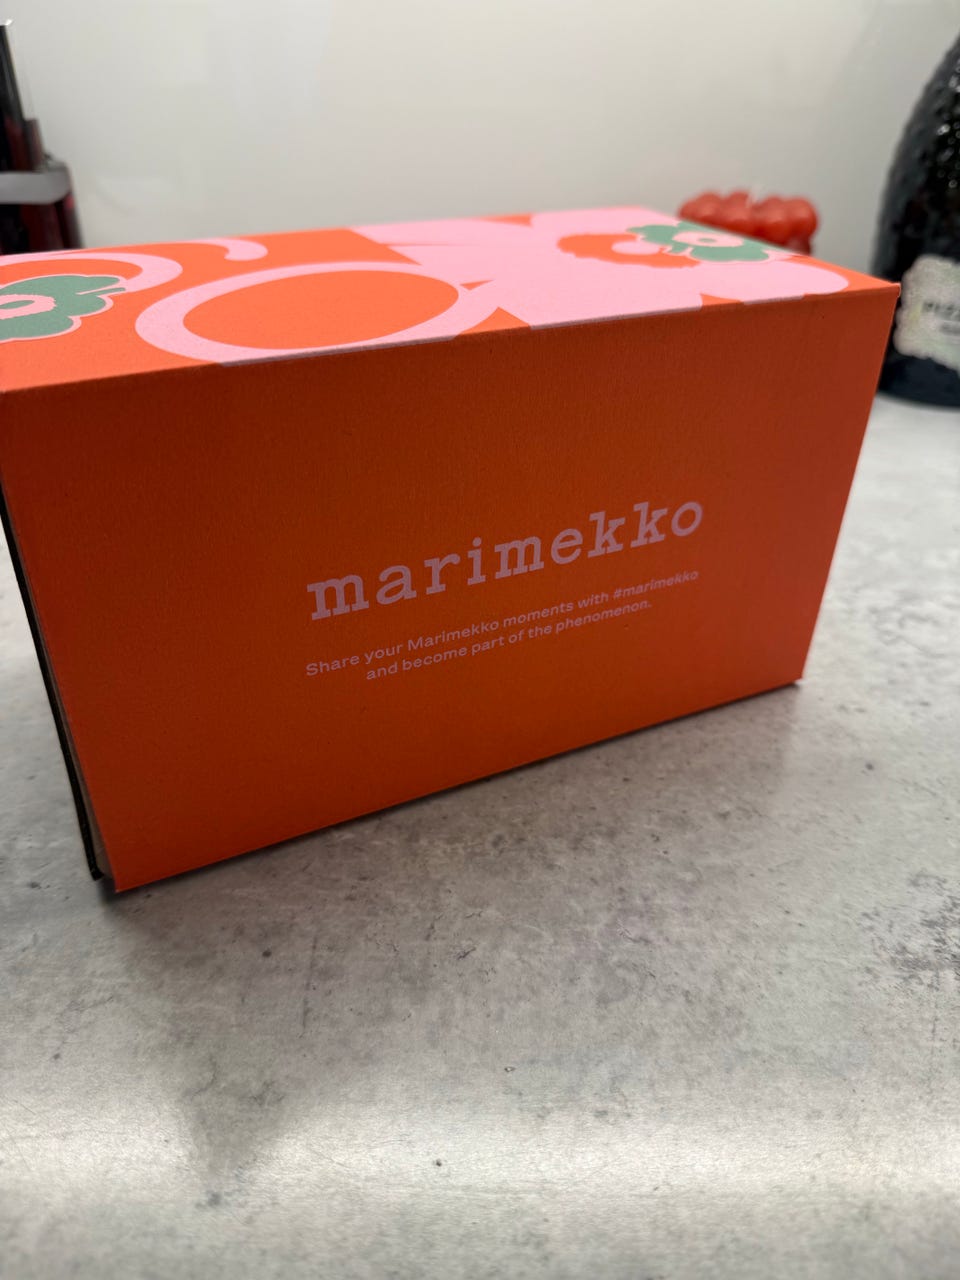 marimekko
Share your Marimekko moments with #marimekko
and become part of the phenomenon.